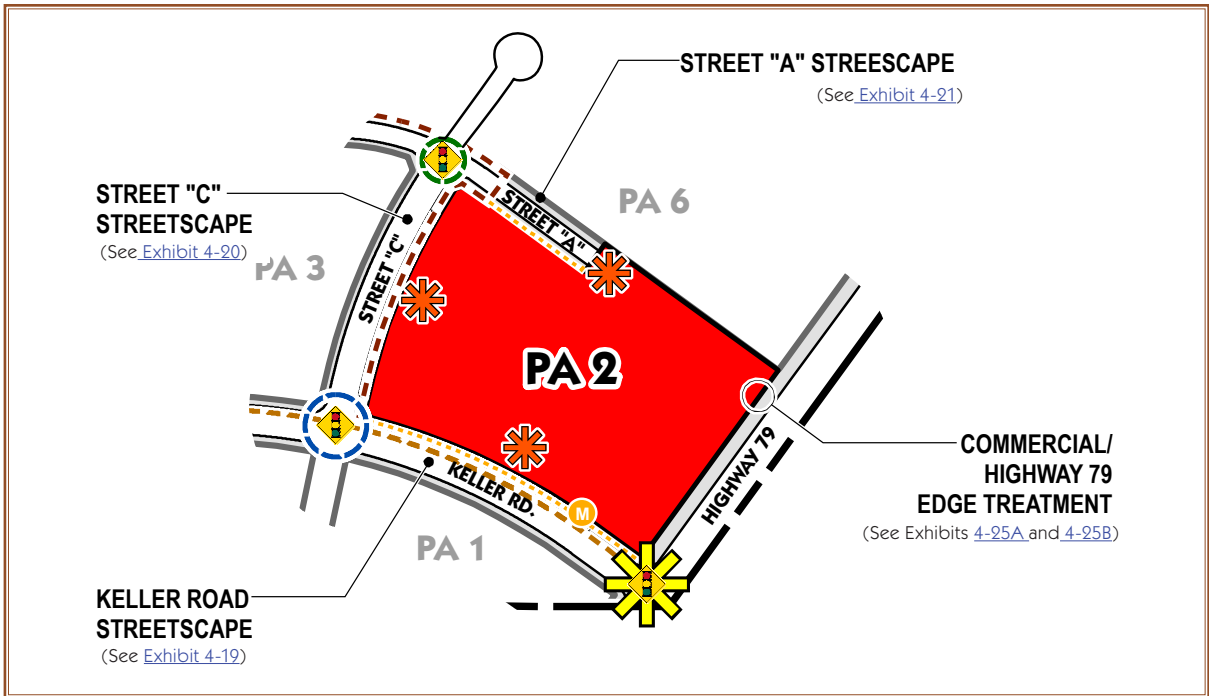 STREET "A" STREESCAPE
(See Exhibit 4-21)
STREET "C"
STREETSCAPE
(See Exhibit 4-20)
PA 6
STREET "A"
PA 3
STREET "C"
PA 2
HIGHWAY 79
COMMERCIAL/
HIGHWAY 79
EDGE TREATMENT
(See Exhibits 4-25A and 4-25B)
KELLER RD.
M
PA 1
KELLER ROAD
STREETSCAPE
(See Exhibit 4-19)